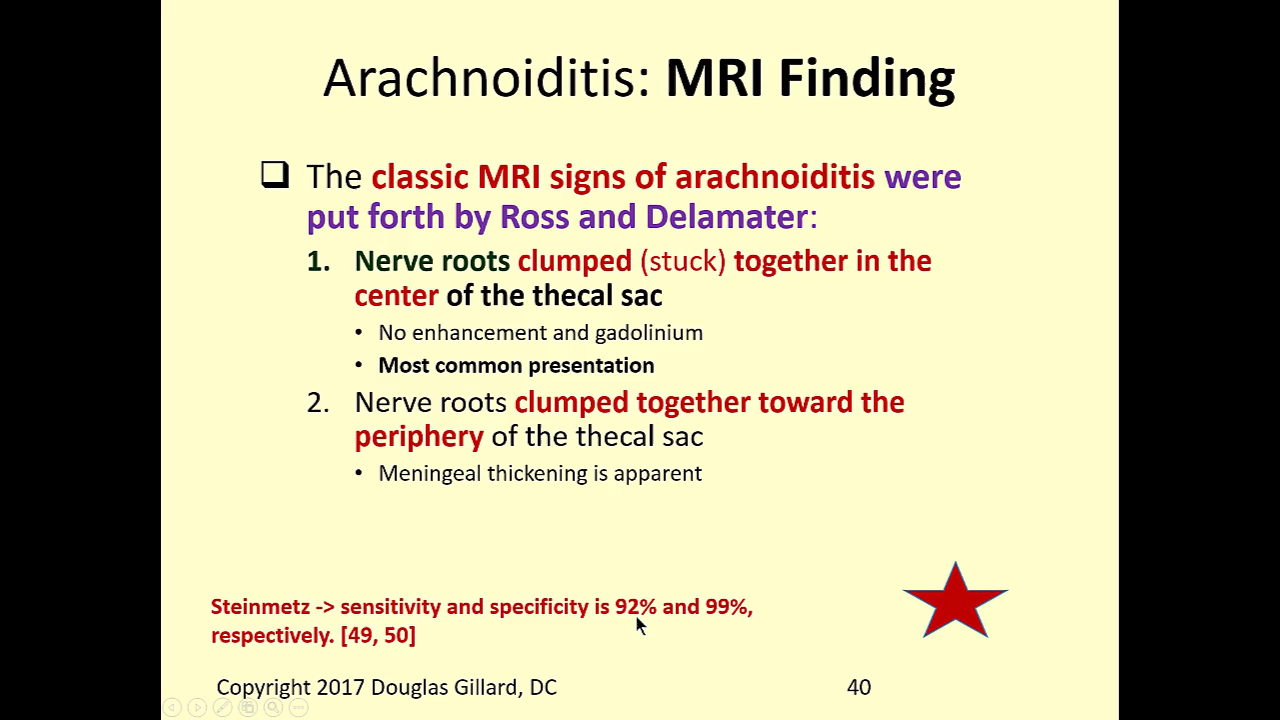 Arachnoiditis: MRI Finding
❑ The classic MRI signs of arachnoiditis were
put forth by Ross and Delamater:
1. Nerve roots clumped (stuck) together in the
center of the thecal sac
• No enhancement and gadolinium
• Most common presentation
2. Nerve roots clumped together toward the
periphery of the thecal sac
• Meningeal thickening is apparent
Steinmetz -> sensitivity and specificity is 92% and 99%,
respectively. [49, 50]
Copyright 2017 Douglas Gillard, DC 40